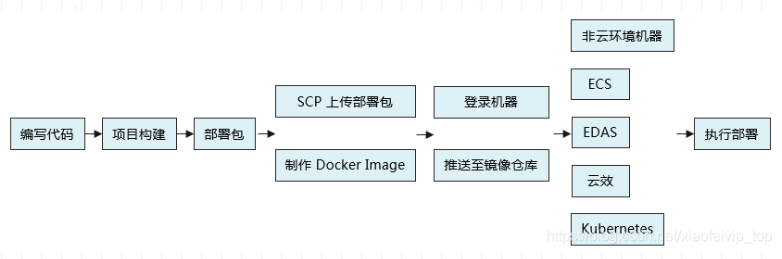 编写代码
项目构建
部署包
SCP 上传部署包
制作 Docker Image
登录机器
推送至镜像仓库
非云环境机器
ECS
EDAS
云效
Kubernetes
执行部署
https://blog.csdn.net/xiaofeivip_top